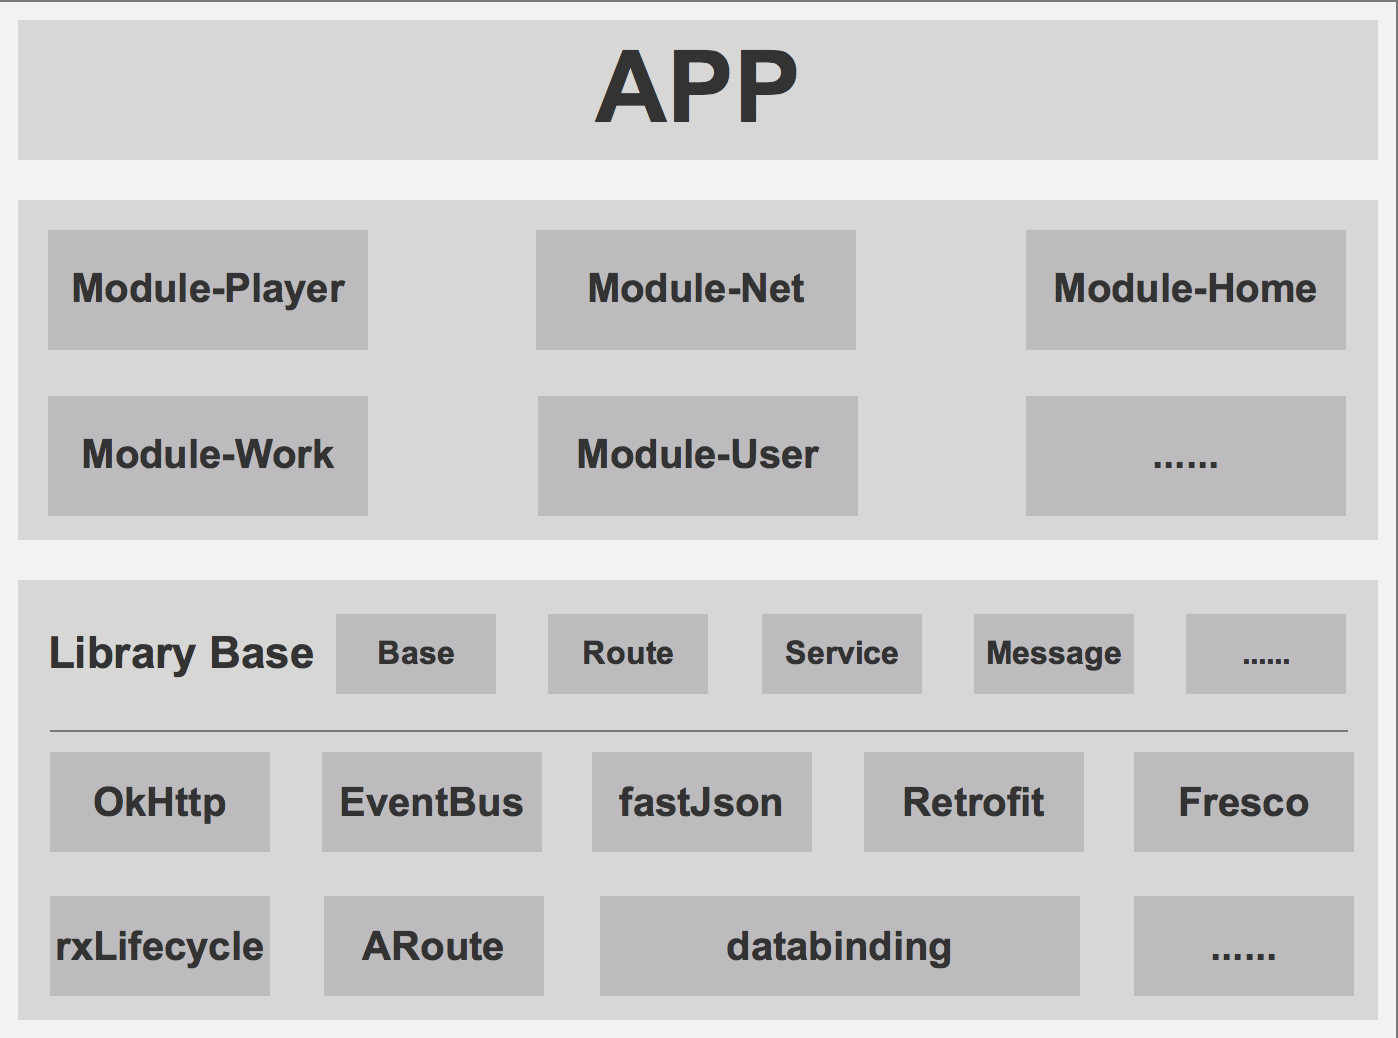 APP
Module-Player
Module-Net
Module-Home
Module-Work
Module-User
......
Library Base
Base
Route
Service
Message
......
OkHttp
EventBus
fastJson
Retrofit
Fresco
rxLifecycle
ARoute
databinding
......